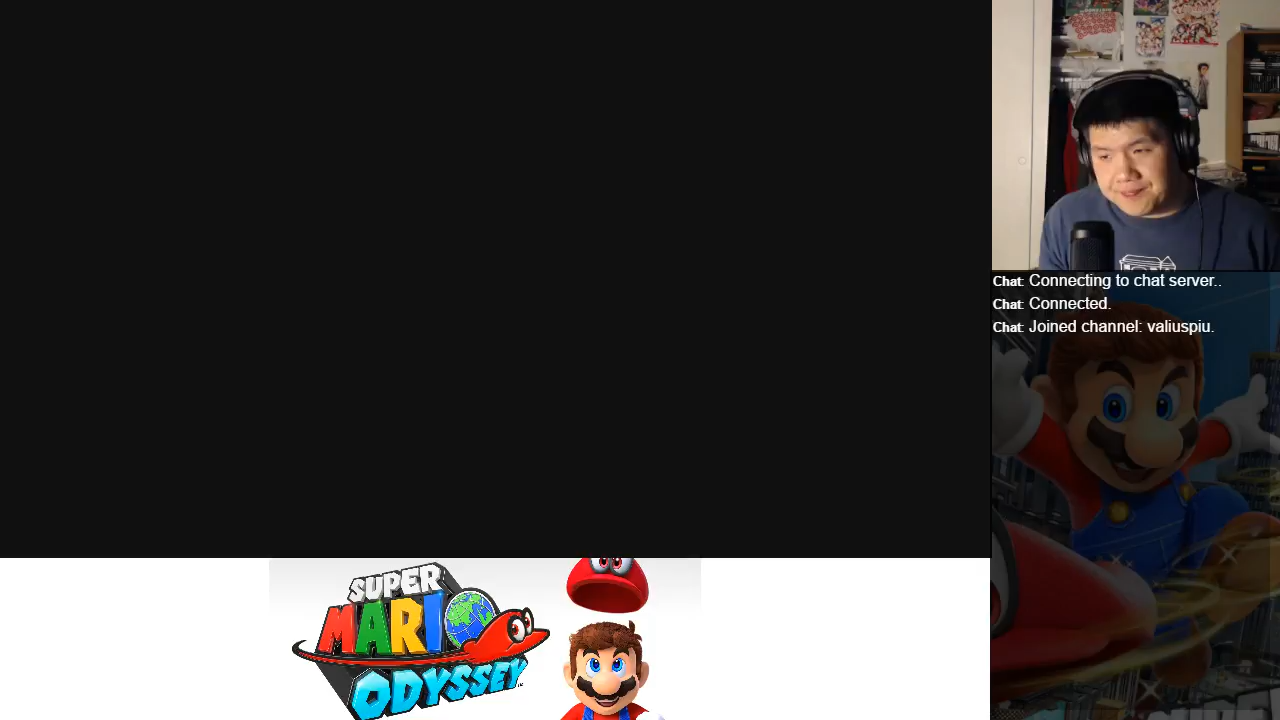 Chat: Connecting to chat server..
Chat: Connected.
Chat: Joined channel: valiuspiu.
SUPER
MARIO
ODYSSEY